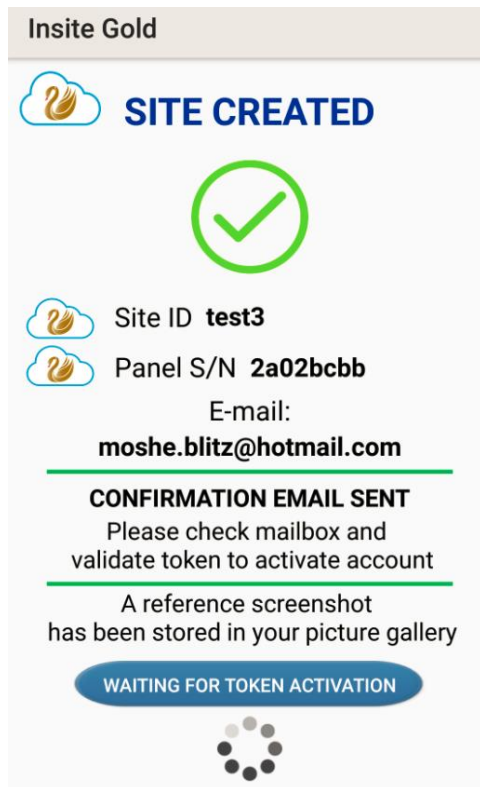 Insite Gold
SITE CREATED
Site ID test3
Panel S/N 2a02bcbb
E-mail:
moshe.blitz@hotmail.com
CONFIRMATION EMAIL SENT
Please check mailbox and
validate token to activate account
A reference screenshot
has been stored in your picture gallery
WAITING FOR TOKEN ACTIVATION